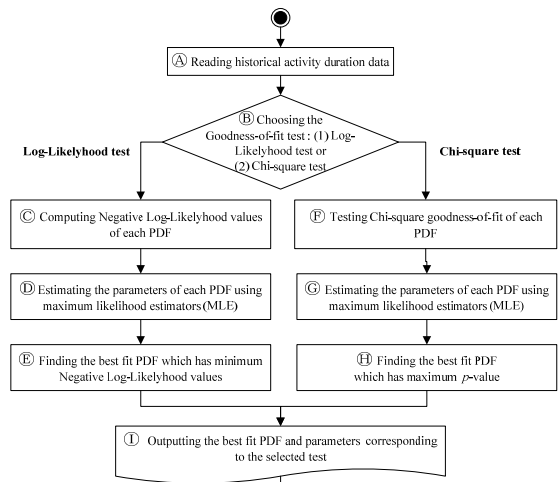 Ⓐ Reading historical activity duration data
Ⓑ Choosing the
Goodness-of-fit test : (1) Log-
Likelyhood test or
(2) Chi-square test
Log-Likelyhood test
Chi-square test
Ⓒ Computing Negative Log-Likelyhood values
of each PDF
Ⓕ Testing Chi-square goodness-of-fit of each
PDF
Ⓓ Estimating the parameters of each PDF using
maximum likelihood estimators (MLE)
Ⓖ Estimating the parameters of each PDF using
maximum likelihood estimators (MLE)
Ⓔ Finding the best fit PDF which has minimum
Negative Log-Likelyhood values
Ⓗ Finding the best fit PDF
which has maximum p-value
Ⓘ Outputting the best fit PDF and parameters corresponding
to the selected test